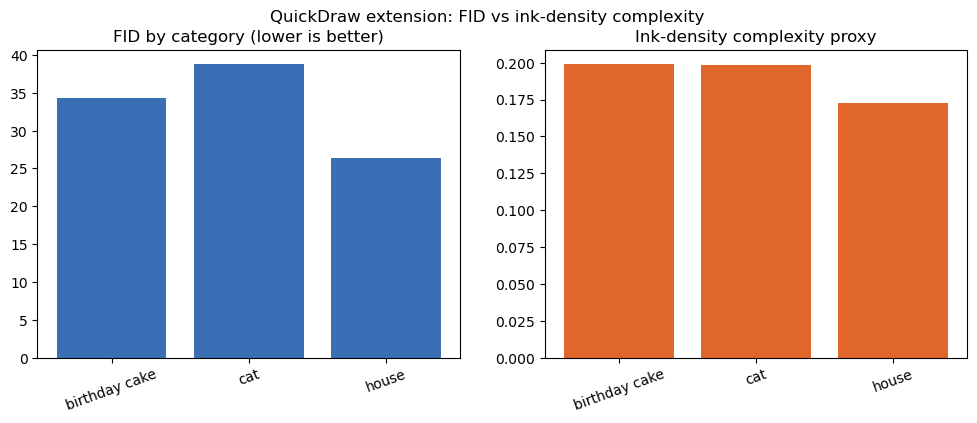 QuickDraw extension: FID vs ink-density complexity
FID by category (lower is better)
40
35
30
25
20
15
10
5
0
birthday cake
cat
house
Ink-density complexity proxy
0.200
0.175
0.150
0.125
0.100
0.075
0.050
0.025
0.000
birthday cake
cat
house